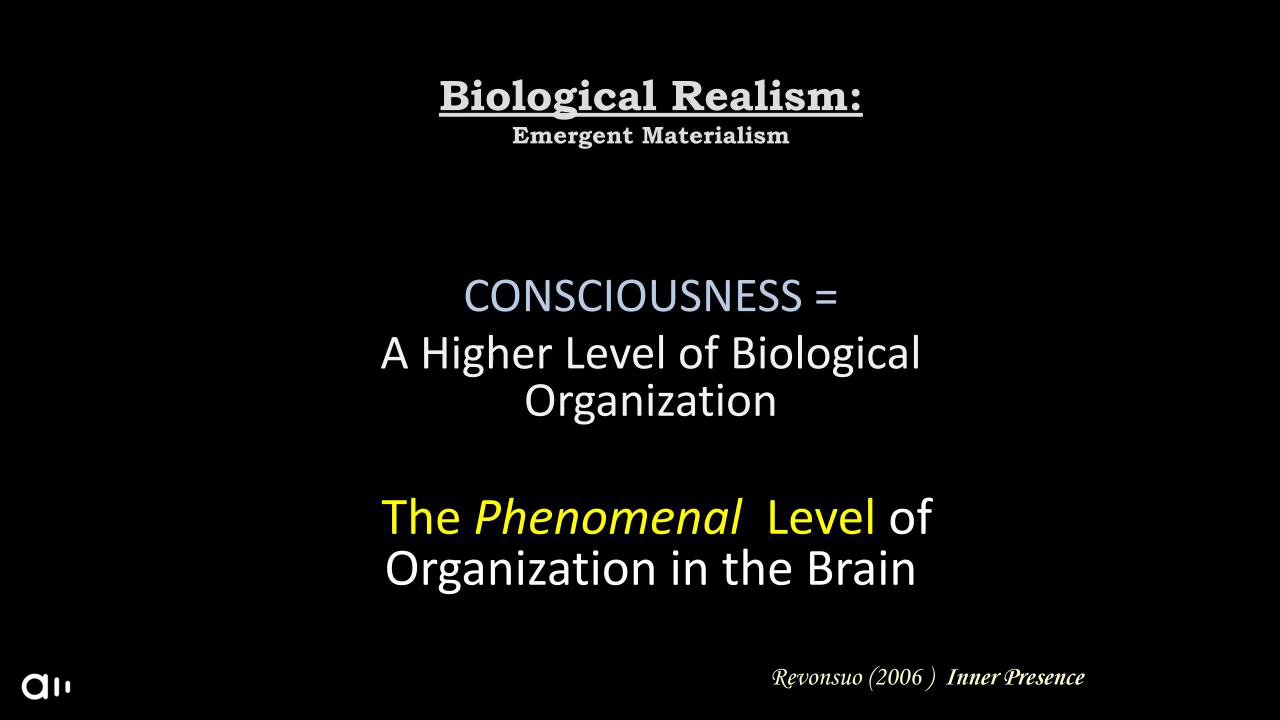 Biological Realism:
Emergent Materialism
CONSCIOUSNESS =
A Higher Level of Biological
Organization
The Phenomenal Level of
Organization in the Brain
Revonsuo (2006 ) Inner Presence